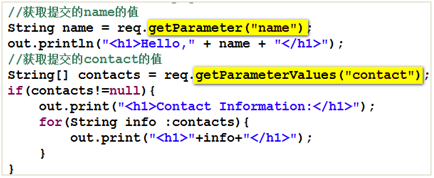 //获取提交的name的值
String name = req.getParameter("name");
out.println("<h1>Hello," + name + "</h1>");
//获取提交的contact的值
String[] contacts = req.getParameterValues("contact");
if(contacts!=null){
    out.print("<h1>Contact Information:</h1>");
    for(String info :contacts){
        out.print("<h1>"+info+"</h1>");
    }
}